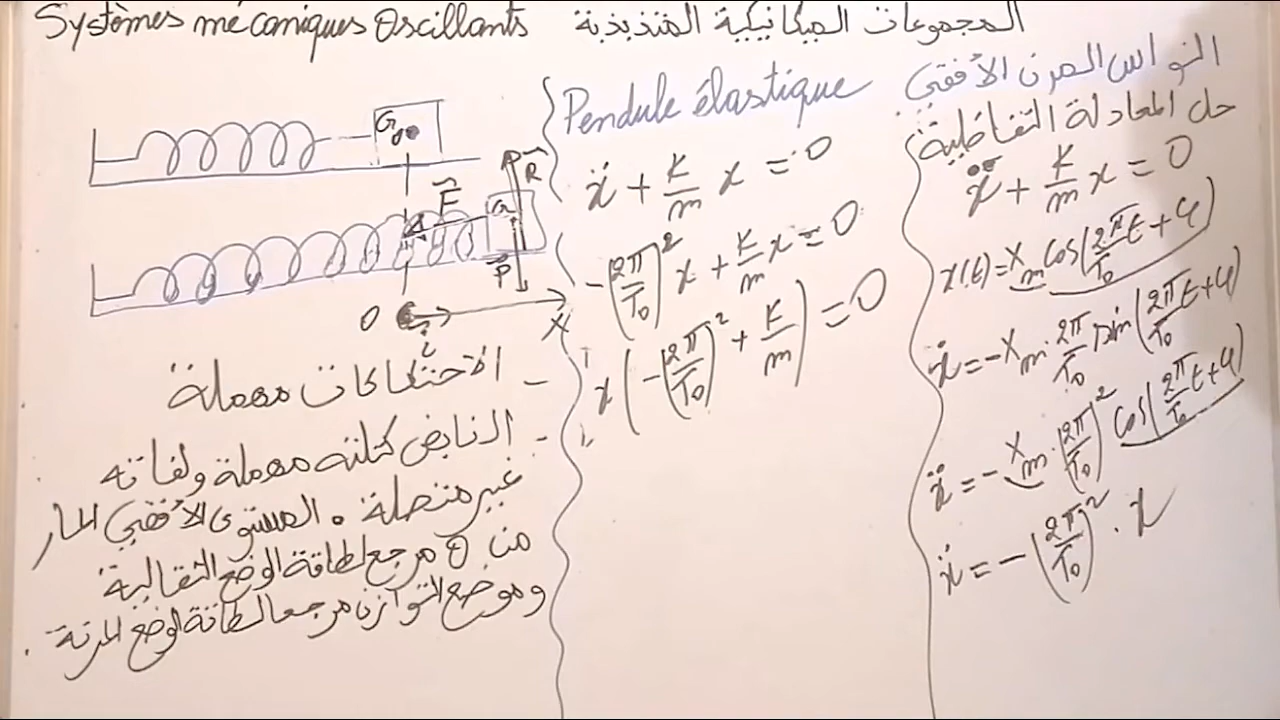 Systèmes mécaniques Oscillants المجموعات الميكانيكية المتذبذبة
Pendule élastique النواس المرن الأفقي
حل المعادلة التفاضلية
G₀
R⃗
F⃗
G
P⃗
O
i⃗
X
- الاحتكاكات مهملة
- النابض كتلته مهملة ولفاته
غير متصلة . المستوى الأفقي المار
من O مرجع لطاقة الوضع الثقالية
وموضع التوازن مرجعا لطاقة الوضع المرنة .
ẍ + K/m x = 0
-(2π/T₀)² x + K/m x = 0
x(-(2π/T₀)² + K/m) = 0
ẍ + K/m x = 0
x(t) = Xm cos(2π/T₀ t + φ)
ẋ = -Xm · 2π/T₀ sin(2π/T₀ t + φ)
ẍ = -Xm · (2π/T₀)² cos(2π/T₀ t + φ)
ẍ = -(2π/T₀)² · x